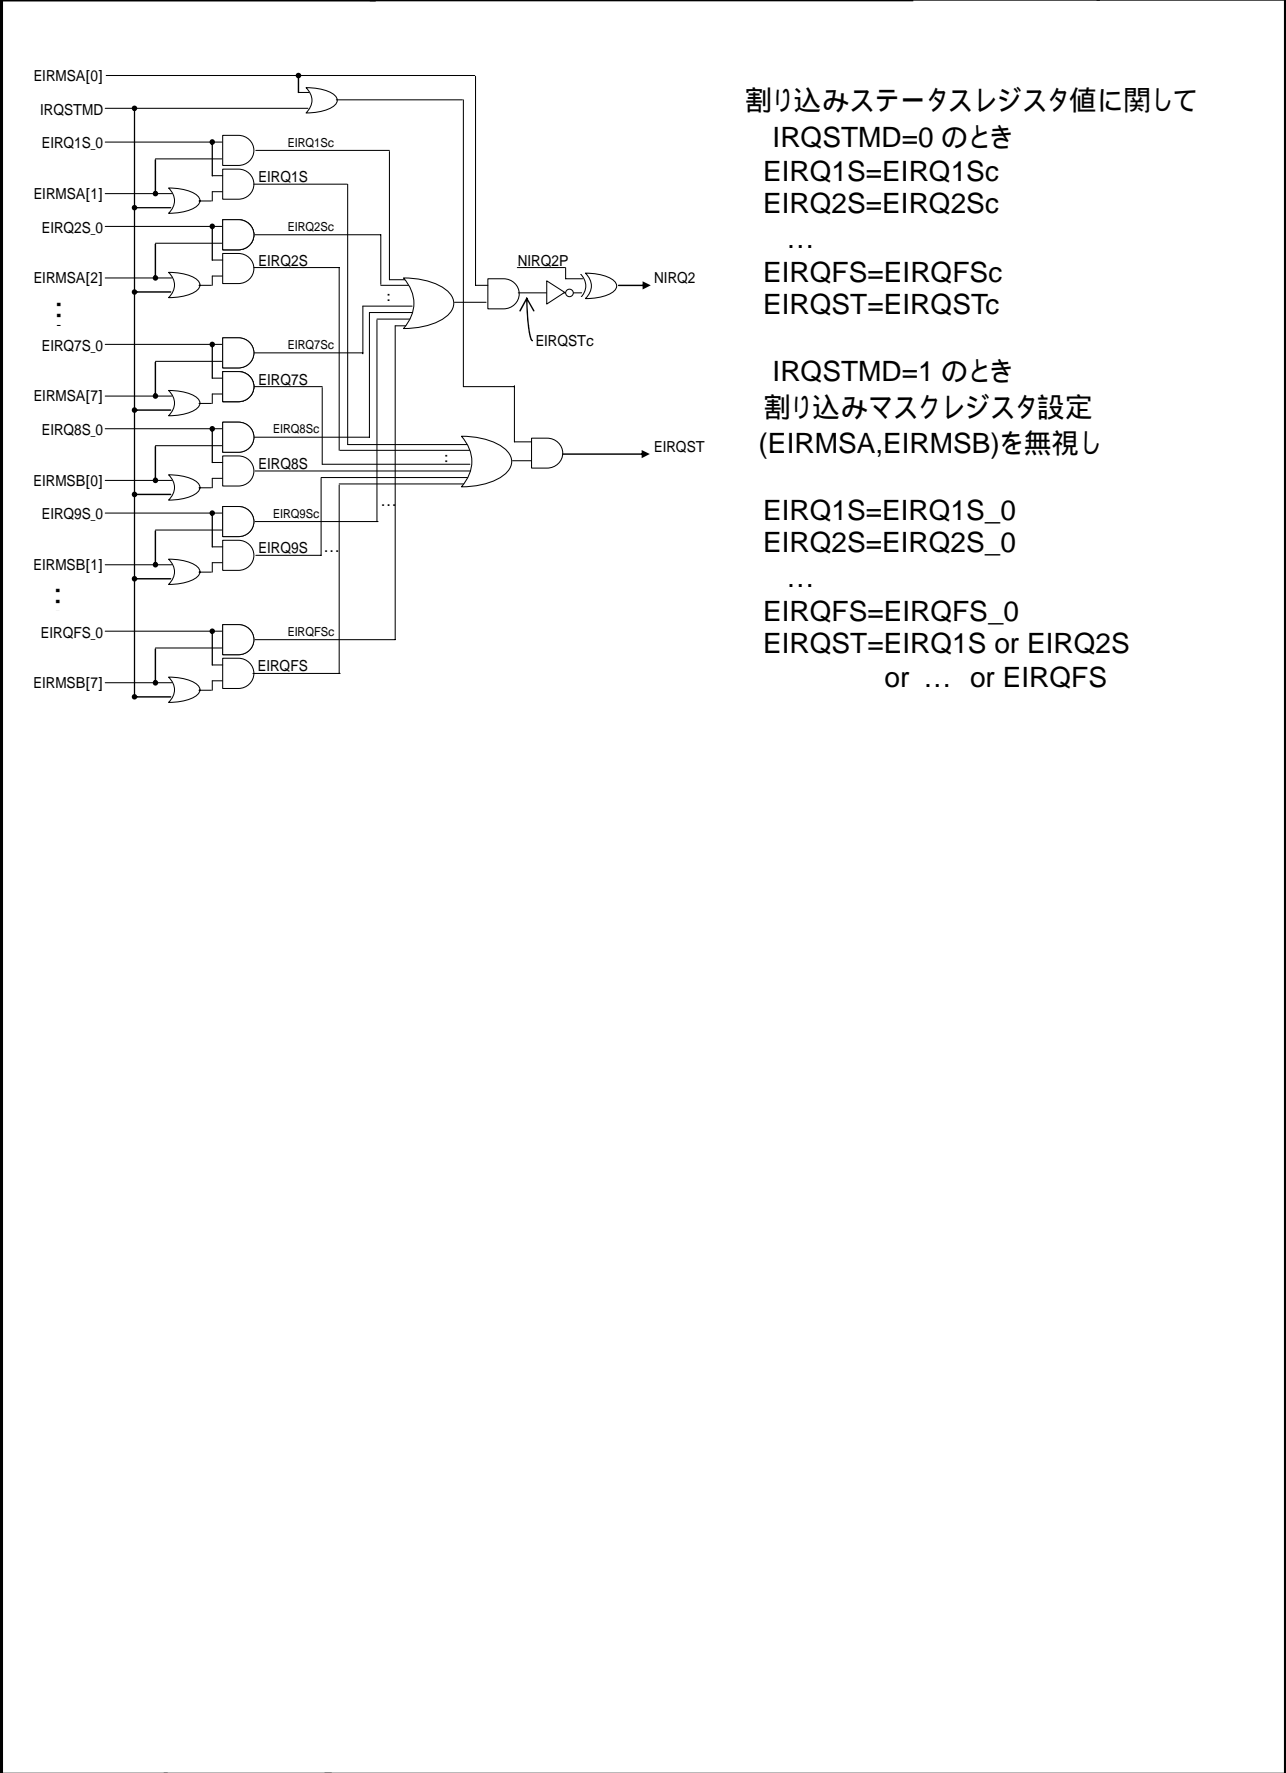 EIRMSA[0]
IRQSTMD
EIRQ1S_0
EIRQ1Sc
EIRQ1S
EIRMSA[1]
EIRQ2S_0
EIRQ2Sc
EIRQ2S
EIRMSA[2]
⋮
EIRQ7S_0
EIRQ7Sc
EIRQ7S
EIRMSA[7]
EIRQ8S_0
EIRQ8Sc
EIRQ8S
EIRMSB[0]
EIRQ9S_0
EIRQ9Sc
EIRQ9S
…
…
EIRMSB[1]
:
EIRQFS_0
EIRQFSc
EIRQFS
EIRMSB[7]
:
NIRQ2P
NIRQ2
EIRQSTc
:
EIRQST
割り込みステータスレジスタ値に関して
IRQSTMD=0 のとき
EIRQ1S=EIRQ1Sc
EIRQ2S=EIRQ2Sc
…
EIRQFS=EIRQFSc
EIRQST=EIRQSTc
IRQSTMD=1 のとき
割り込みマスクレジスタ設定
(EIRMSA,EIRMSB)を無視し
EIRQ1S=EIRQ1S_0
EIRQ2S=EIRQ2S_0
…
EIRQFS=EIRQFS_0
EIRQST=EIRQ1S or EIRQ2S
or … or EIRQFS